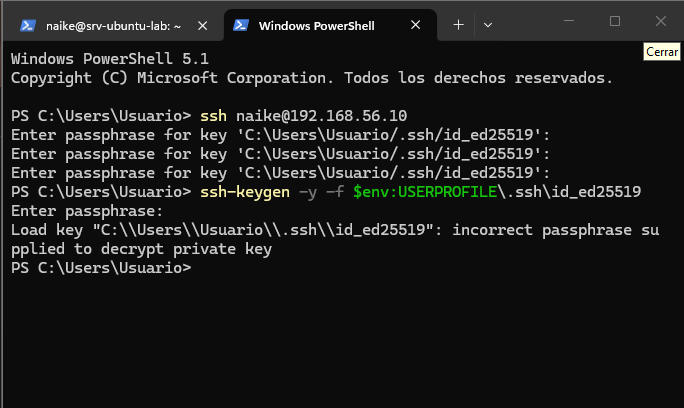 naike@srv-ubuntu-lab: ~
Windows PowerShell
Cerrar
Windows PowerShell 5.1
Copyright (C) Microsoft Corporation. Todos los derechos reservados.
PS C:\Users\Usuario> ssh naike@192.168.56.10
Enter passphrase for key 'C:\Users\Usuario/.ssh/id_ed25519':
Enter passphrase for key 'C:\Users\Usuario/.ssh/id_ed25519':
Enter passphrase for key 'C:\Users\Usuario/.ssh/id_ed25519':
PS C:\Users\Usuario> ssh-keygen -y -f $env:USERPROFILE\.ssh\id_ed25519
Enter passphrase:
Load key "C:\\Users\\Usuario\\.ssh\\id_ed25519": incorrect passphrase su
pplied to decrypt private key
PS C:\Users\Usuario>